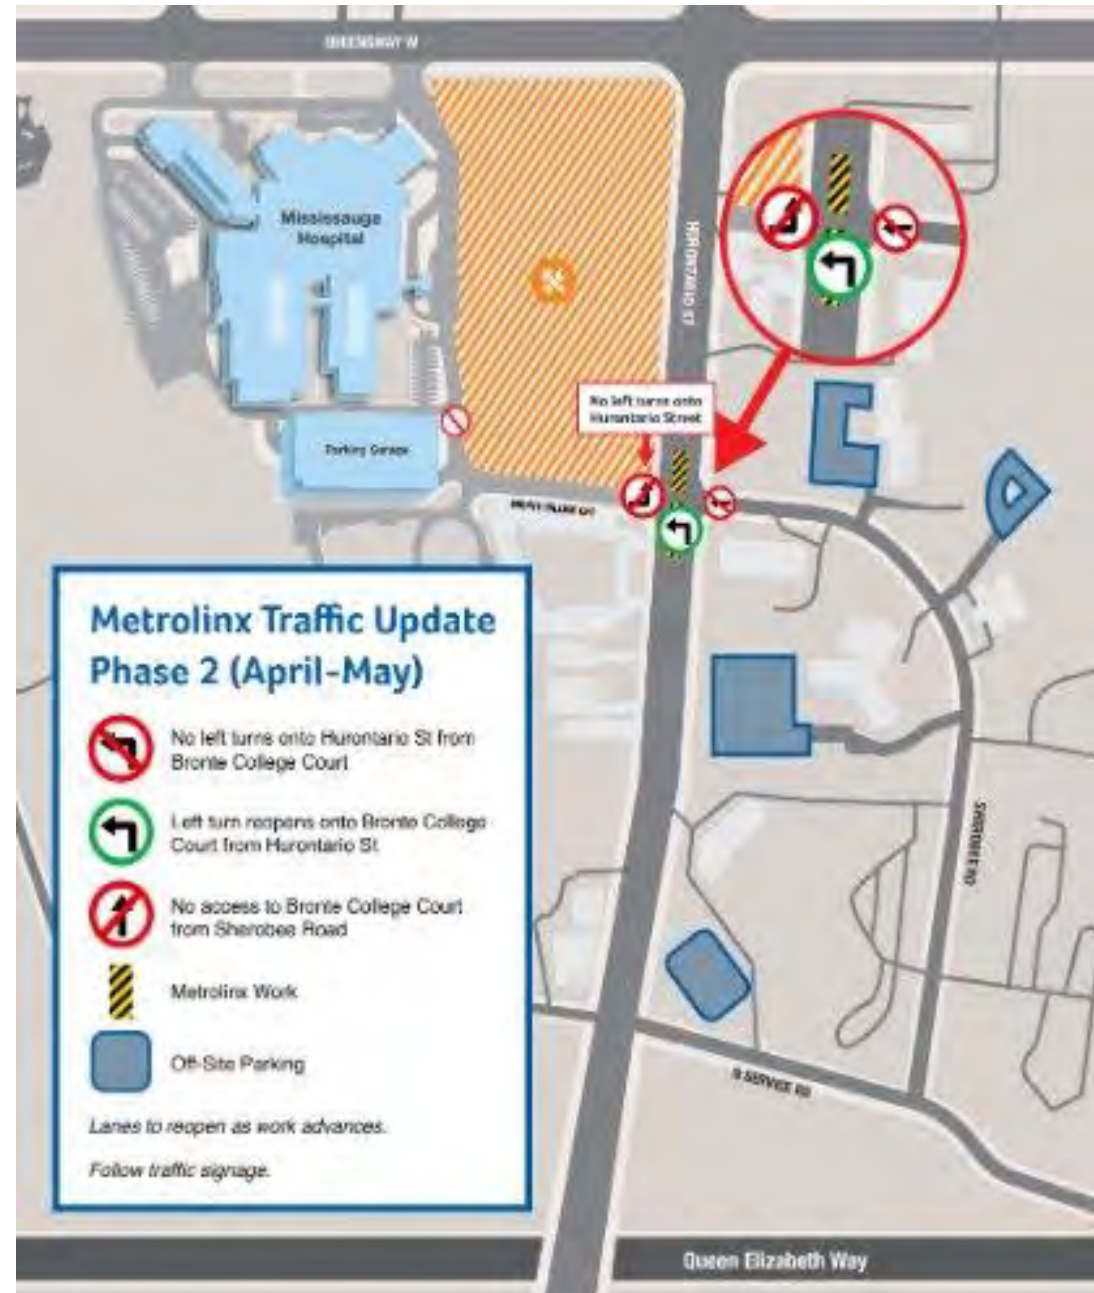 QUEENSWAY W
Mississauga
Hospital
HURONTARIO ST
No left turns onto
Hurontario Street
Parking Garage
Metrolinx Traffic Update
Phase 2 (April-May)
No left turns onto Hurontario St from
Bronte College Court
Left turn reopens onto Bronte College
Court from Hurontario St
No access to Bronte College Court
from Sherobee Road
Metrolinx Work
Off-Site Parking
Lanes to reopen as work advances.
Follow traffic signage.
SHEROBEE RD
SERVICE RD
Queen Elizabeth Way